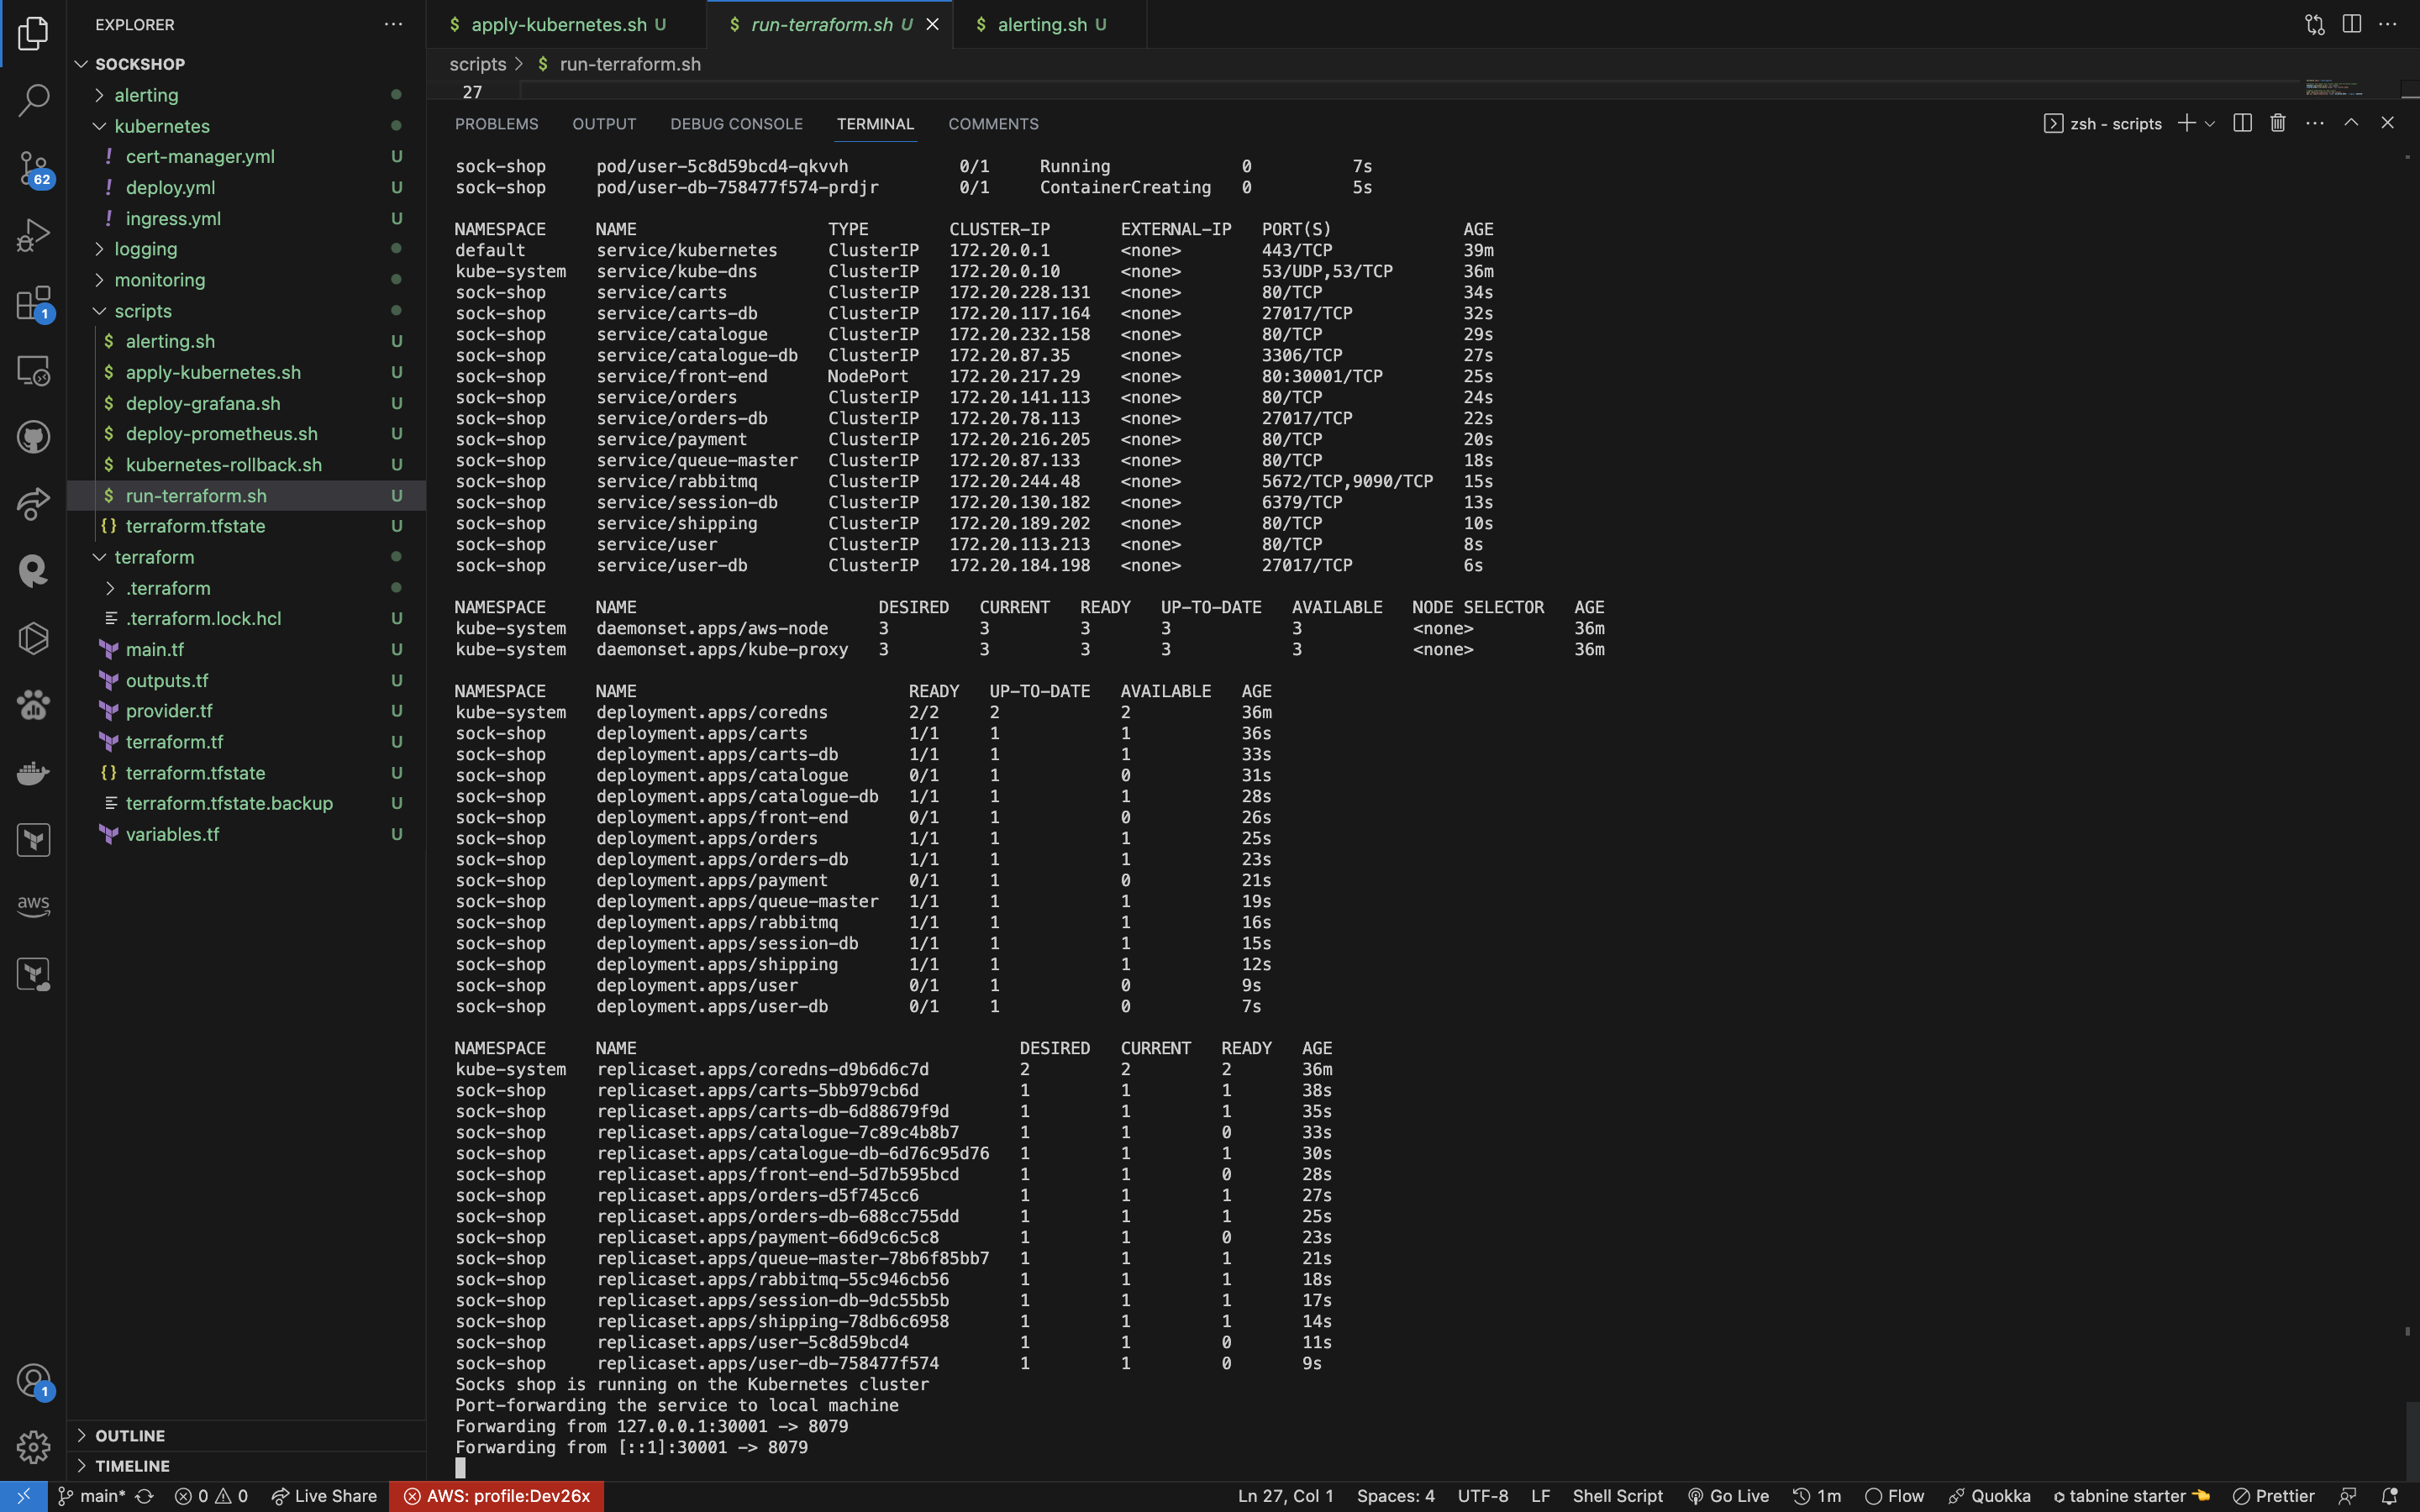 EXPLORER
SOCKSHOP
alerting
kubernetes
! cert-manager.yml U
! deploy.yml U
! ingress.yml U
logging
monitoring
scripts
$ alerting.sh U
$ apply-kubernetes.sh U
$ deploy-grafana.sh U
$ deploy-prometheus.sh U
$ kubernetes-rollback.sh U
$ run-terraform.sh U
{} terraform.tfstate U
terraform
.terraform
.terraform.lock.hcl U
main.tf U
outputs.tf U
provider.tf U
terraform.tf U
{} terraform.tfstate U
terraform.tfstate.backup U
variables.tf U
OUTLINE
TIMELINE
62
1
aws
1
$ apply-kubernetes.sh U
$ run-terraform.sh U
$ alerting.sh U
scripts > $ run-terraform.sh
27
PROBLEMS OUTPUT DEBUG CONSOLE TERMINAL COMMENTS
zsh - scripts
sock-shop pod/user-5c8d59bcd4-qkvvh 0/1 Running 0 7s
sock-shop pod/user-db-758477f574-prdjr 0/1 ContainerCreating 0 5s
NAMESPACE NAME TYPE CLUSTER-IP EXTERNAL-IP PORT(S) AGE
default service/kubernetes ClusterIP 172.20.0.1 <none> 443/TCP 39m
kube-system service/kube-dns ClusterIP 172.20.0.10 <none> 53/UDP,53/TCP 36m
sock-shop service/carts ClusterIP 172.20.228.131 <none> 80/TCP 34s
sock-shop service/carts-db ClusterIP 172.20.117.164 <none> 27017/TCP 32s
sock-shop service/catalogue ClusterIP 172.20.232.158 <none> 80/TCP 29s
sock-shop service/catalogue-db ClusterIP 172.20.87.35 <none> 3306/TCP 27s
sock-shop service/front-end NodePort 172.20.217.29 <none> 80:30001/TCP 25s
sock-shop service/orders ClusterIP 172.20.141.113 <none> 80/TCP 24s
sock-shop service/orders-db ClusterIP 172.20.78.113 <none> 27017/TCP 22s
sock-shop service/payment ClusterIP 172.20.216.205 <none> 80/TCP 20s
sock-shop service/queue-master ClusterIP 172.20.87.133 <none> 80/TCP 18s
sock-shop service/rabbitmq ClusterIP 172.20.244.48 <none> 5672/TCP,9090/TCP 15s
sock-shop service/session-db ClusterIP 172.20.130.182 <none> 6379/TCP 13s
sock-shop service/shipping ClusterIP 172.20.189.202 <none> 80/TCP 10s
sock-shop service/user ClusterIP 172.20.113.213 <none> 80/TCP 8s
sock-shop service/user-db ClusterIP 172.20.184.198 <none> 27017/TCP 6s
NAMESPACE NAME DESIRED CURRENT READY UP-TO-DATE AVAILABLE NODE SELECTOR AGE
kube-system daemonset.apps/aws-node 3 3 3 3 3 <none> 36m
kube-system daemonset.apps/kube-proxy 3 3 3 3 3 <none> 36m
NAMESPACE NAME READY UP-TO-DATE AVAILABLE AGE
kube-system deployment.apps/coredns 2/2 2 2 36m
sock-shop deployment.apps/carts 1/1 1 1 36s
sock-shop deployment.apps/carts-db 1/1 1 1 33s
sock-shop deployment.apps/catalogue 0/1 1 0 31s
sock-shop deployment.apps/catalogue-db 1/1 1 1 28s
sock-shop deployment.apps/front-end 0/1 1 0 26s
sock-shop deployment.apps/orders 1/1 1 1 25s
sock-shop deployment.apps/orders-db 1/1 1 1 23s
sock-shop deployment.apps/payment 0/1 1 0 21s
sock-shop deployment.apps/queue-master 1/1 1 1 19s
sock-shop deployment.apps/rabbitmq 1/1 1 1 16s
sock-shop deployment.apps/session-db 1/1 1 1 15s
sock-shop deployment.apps/shipping 1/1 1 1 12s
sock-shop deployment.apps/user 0/1 1 0 9s
sock-shop deployment.apps/user-db 0/1 1 0 7s
NAMESPACE NAME DESIRED CURRENT READY AGE
kube-system replicaset.apps/coredns-d9b6d6c7d 2 2 2 36m
sock-shop replicaset.apps/carts-5bb979cb6d 1 1 1 38s
sock-shop replicaset.apps/carts-db-6d88679f9d 1 1 1 35s
sock-shop replicaset.apps/catalogue-7c89c4b8b7 1 1 0 33s
sock-shop replicaset.apps/catalogue-db-6d76c95d76 1 1 1 30s
sock-shop replicaset.apps/front-end-5d7b595bcd 1 1 0 28s
sock-shop replicaset.apps/orders-d5f745cc6 1 1 1 27s
sock-shop replicaset.apps/orders-db-688cc755dd 1 1 1 25s
sock-shop replicaset.apps/payment-66d9c6c5c8 1 1 0 23s
sock-shop replicaset.apps/queue-master-78b6f85bb7 1 1 1 21s
sock-shop replicaset.apps/rabbitmq-55c946cb56 1 1 1 18s
sock-shop replicaset.apps/session-db-9dc55b5b 1 1 1 17s
sock-shop replicaset.apps/shipping-78db6c6958 1 1 1 14s
sock-shop replicaset.apps/user-5c8d59bcd4 1 1 0 11s
sock-shop replicaset.apps/user-db-758477f574 1 1 0 9s
Socks shop is running on the Kubernetes cluster
Port-forwarding the service to local machine
Forwarding from 127.0.0.1:30001 -> 8079
Forwarding from [::1]:30001 -> 8079
main* 0 0 Live Share AWS: profile:Dev26x Ln 27, Col 1 Spaces: 4 UTF-8 LF Shell Script Go Live 1m Flow Quokka tabnine starter Prettier